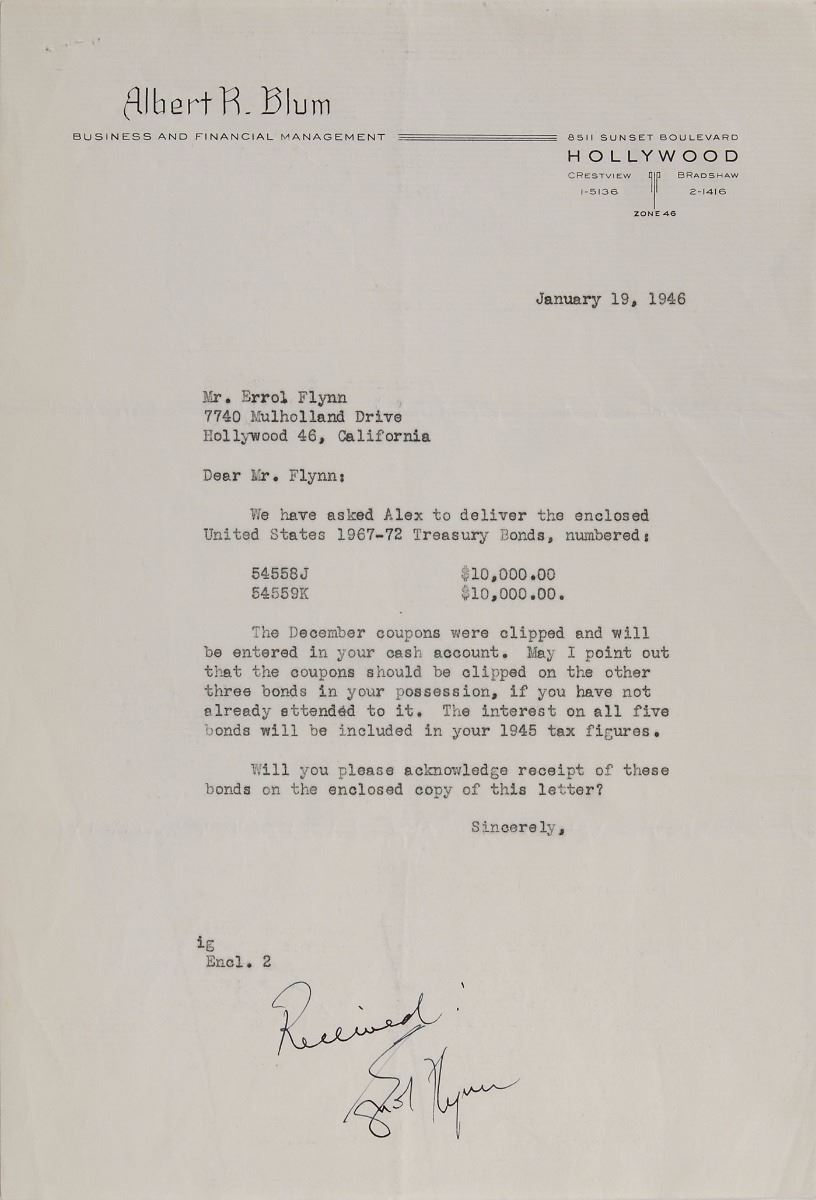 Albert R. Blum
BUSINESS AND FINANCIAL MANAGEMENT
8511 SUNSET BOULEVARD
HOLLYWOOD
CRESTVIEW BRADSHAW
1-5136 2-1416
ZONE 46
January 19, 1946
Mr. Errol Flynn
7740 Mulholland Drive
Hollywood 46, California
Dear Mr. Flynn:
We have asked Alex to deliver the enclosed
United States 1967-72 Treasury Bonds, numbered:
54558J $10,000.00
54559K $10,000.00.
The December coupons were clipped and will
be entered in your cash account. May I point out
that the coupons should be clipped on the other
three bonds in your possession, if you have not
already attended to it. The interest on all five
bonds will be included in your 1945 tax figures.
Will you please acknowledge receipt of these
bonds on the enclosed copy of this letter?
Sincerely,
ig
Encl. 2
Received!
Errol Flynn